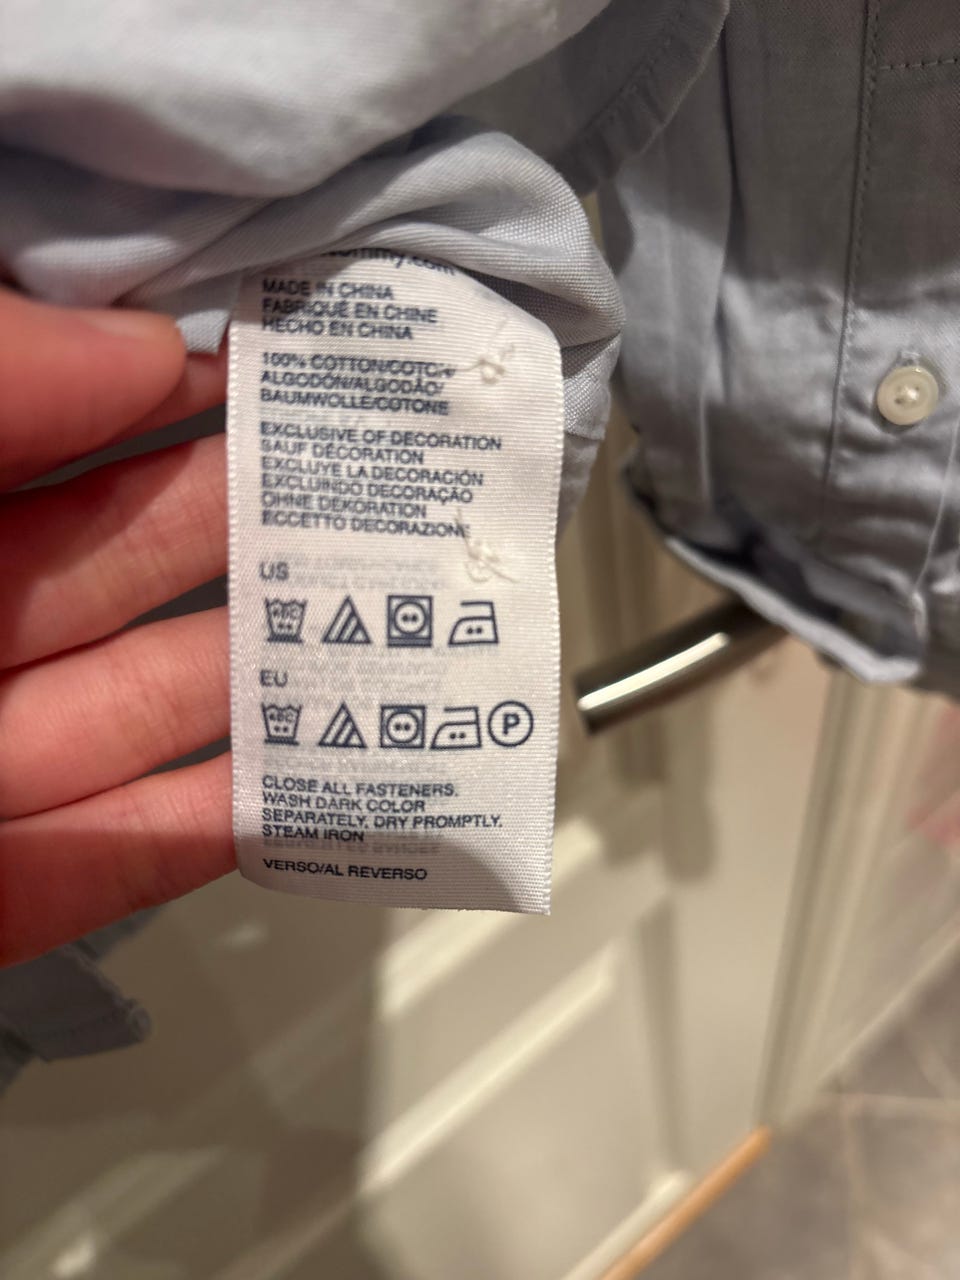 MADE IN CHINA
FABRIQUÉ EN CHINE
HECHO EN CHINA
100% COTTON/COTON/
ALGODÓN/ALGODÃO/
BAUMWOLLE/COTONE
EXCLUSIVE OF DECORATION
SAUF DÉCORATION
EXCLUYE LA DECORACIÓN
EXCLUINDO DECORAÇÃO
OHNE DEKORATION
ECCETTO DECORAZIONE
US
EU
ABC
P
CLOSE ALL FASTENERS.
WASH DARK COLOR
SEPARATELY. DRY PROMPTLY.
STEAM IRON
VERSO/AL REVERSO